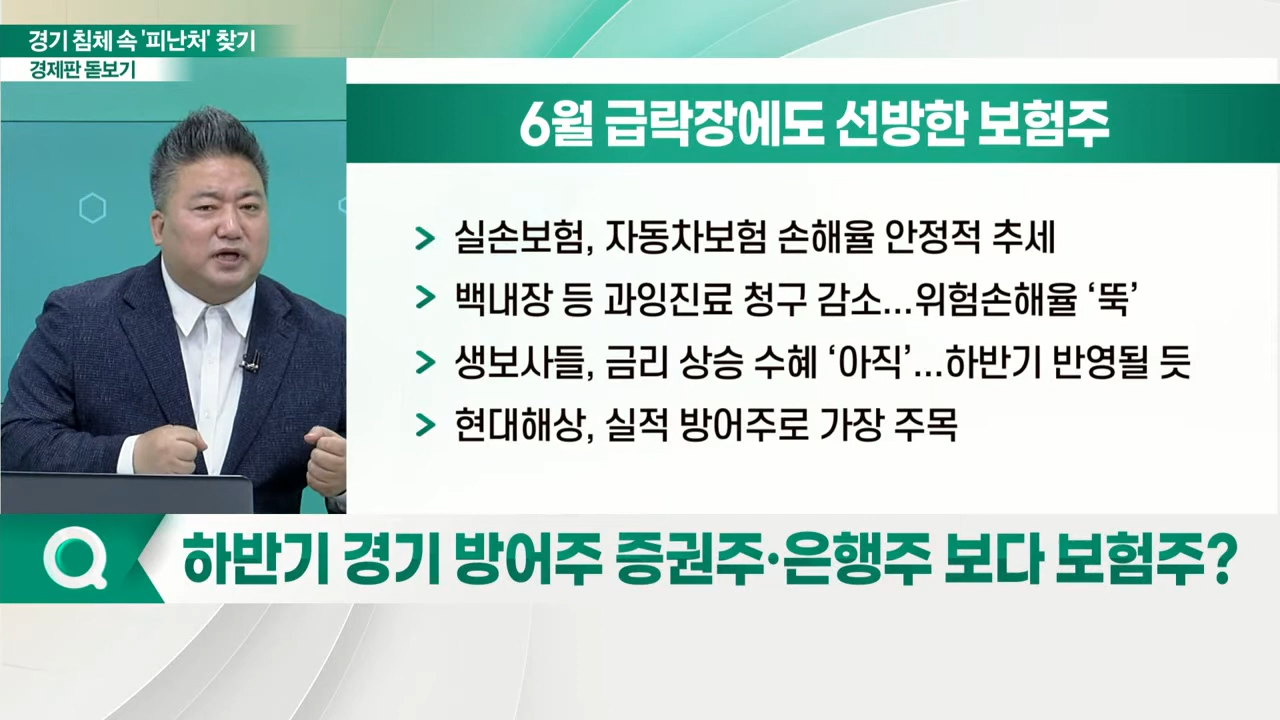 경기 침체 속 '피난처' 찾기
경제판 돋보기
6월 급락장에도 선방한 보험주
> 실손보험, 자동차보험 손해율 안정적 추세
> 백내장 등 과잉진료 청구 감소...위험손해율 ‘뚝’
> 생보사들, 금리 상승 수혜 ‘아직’...하반기 반영될 듯
> 현대해상, 실적 방어주로 가장 주목
Q 하반기 경기 방어주 증권주·은행주 보다 보험주?